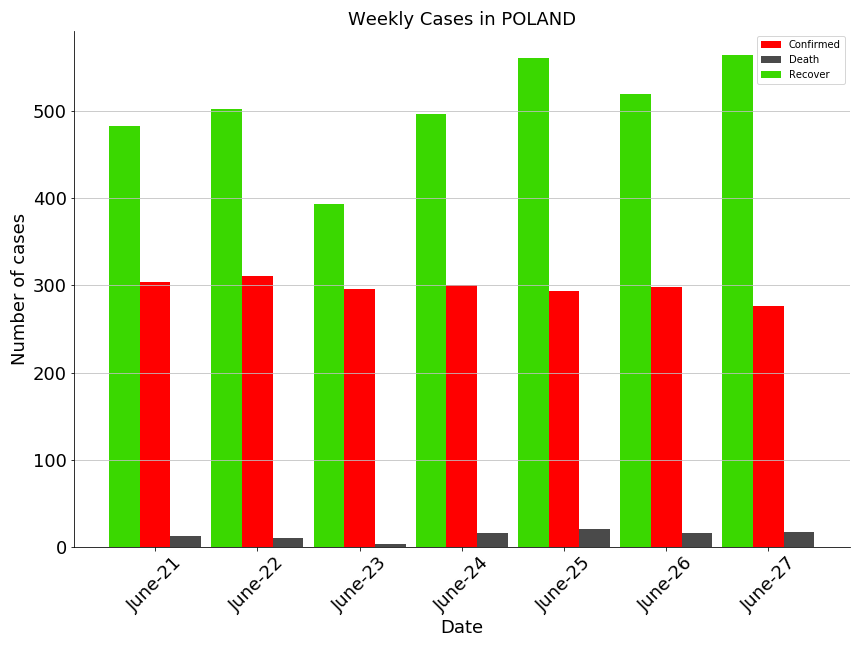 Weekly Cases in POLAND
Confirmed
Death
Recover
Number of cases
500
400
300
200
100
0
June-21
June-22
June-23
June-24
June-25
June-26
June-27
Date